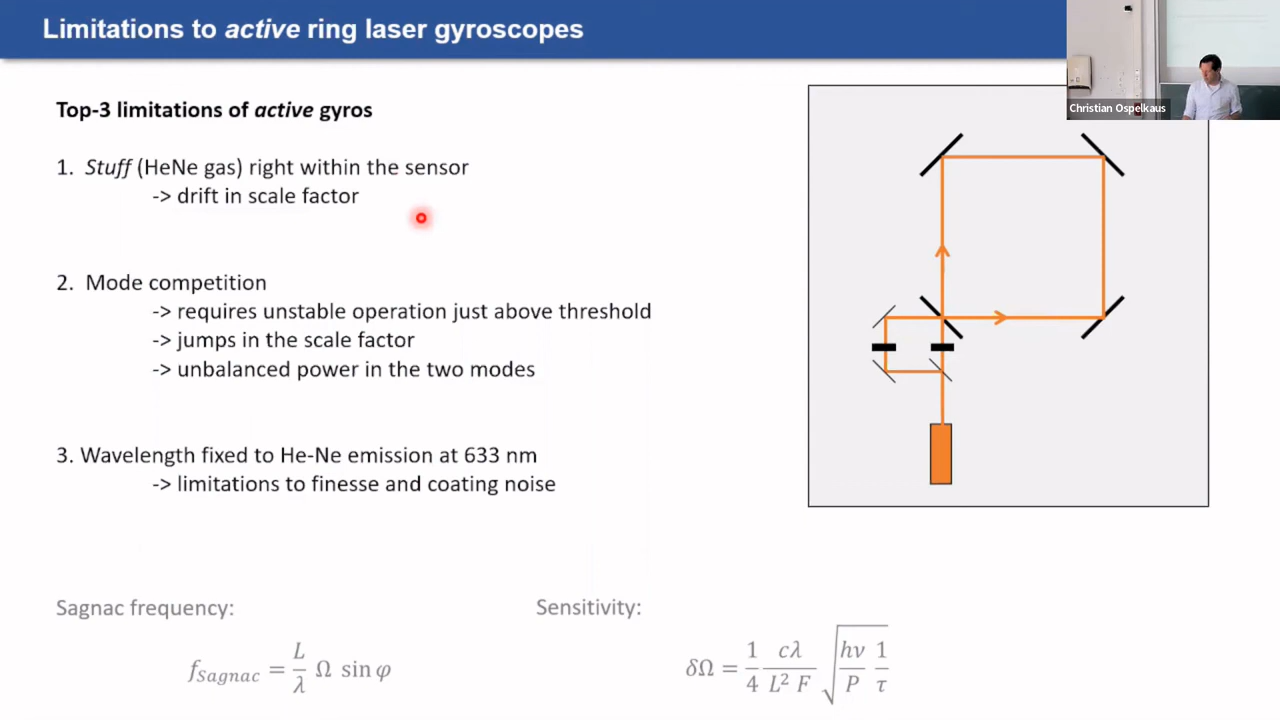 Limitations to active ring laser gyroscopes
Christian Ospelkaus
Top-3 limitations of active gyros
1. Stuff (HeNe gas) right within the sensor
-> drift in scale factor
2. Mode competition
-> requires unstable operation just above threshold
-> jumps in the scale factor
-> unbalanced power in the two modes
3. Wavelength fixed to He-Ne emission at 633 nm
-> limitations to finesse and coating noise
Sagnac frequency:
f_Sagnac = L/λ Ω sin φ
Sensitivity:
δΩ = 1/4 cλ/(L² F) √(hν/P 1/τ)